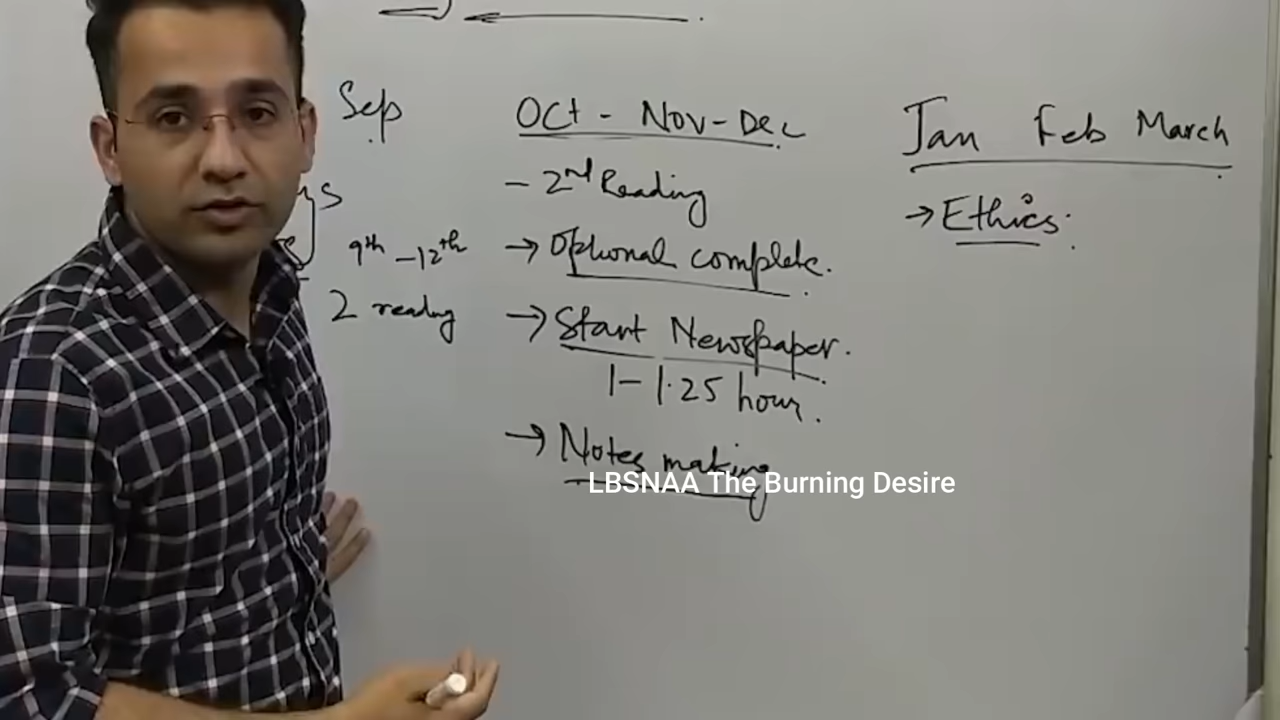 Sep
9th - 12th
2 reading
Oct - Nov - Dec
- 2nd Reading
→ Optional complete.
→ Start Newspaper.
1 - 1.25 hour.
→ Notes making
Jan Feb March
→ Ethics.
LBSNAA The Burning Desire